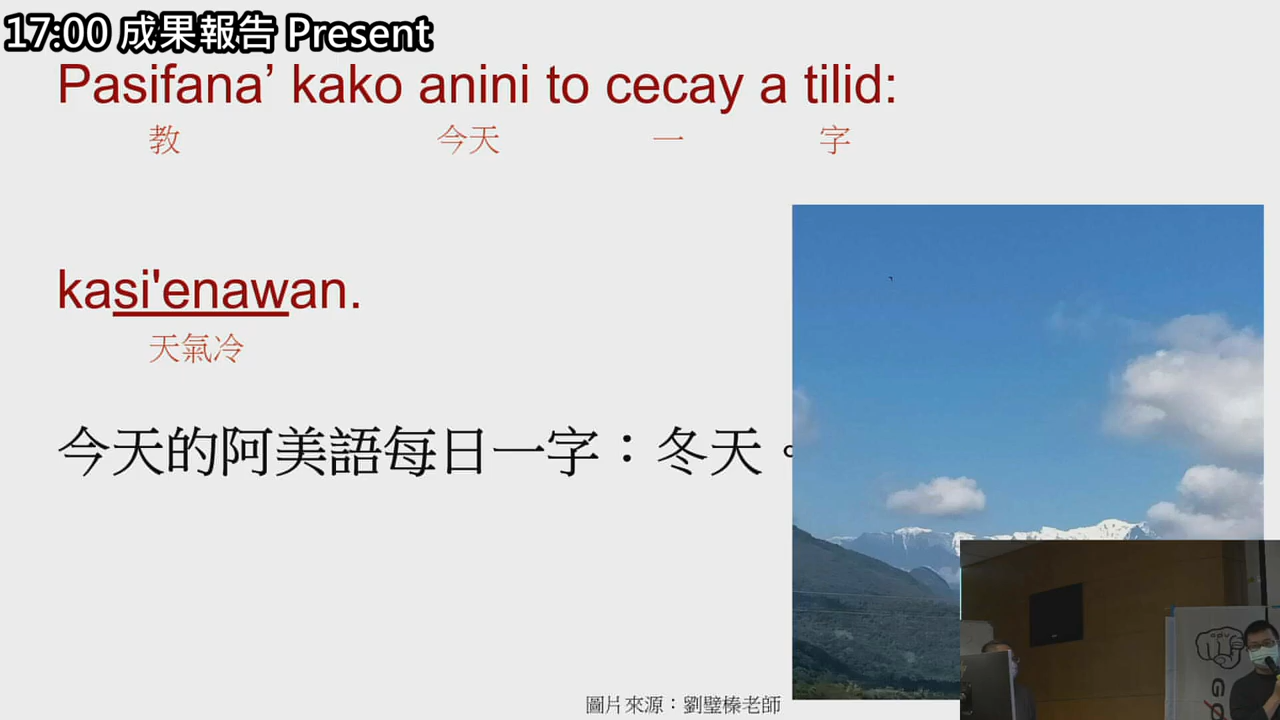 17:00 成果報告 Present
Pasifana’ kako anini to cecay a tilid:
教 今天 一 字
kasi'enawan.
天氣冷
今天的阿美語每日一字：冬天。
圖片來源：劉璧榛老師